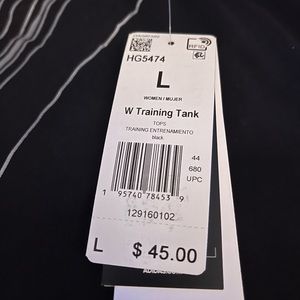 RFID
HG5474
L
WOMEN / MUJER
W Training Tank
TOPS
TRAINING ENTRENAMIENTO
black
44
680
UPC
1 95740 78453 9
129160102
L $ 45.00